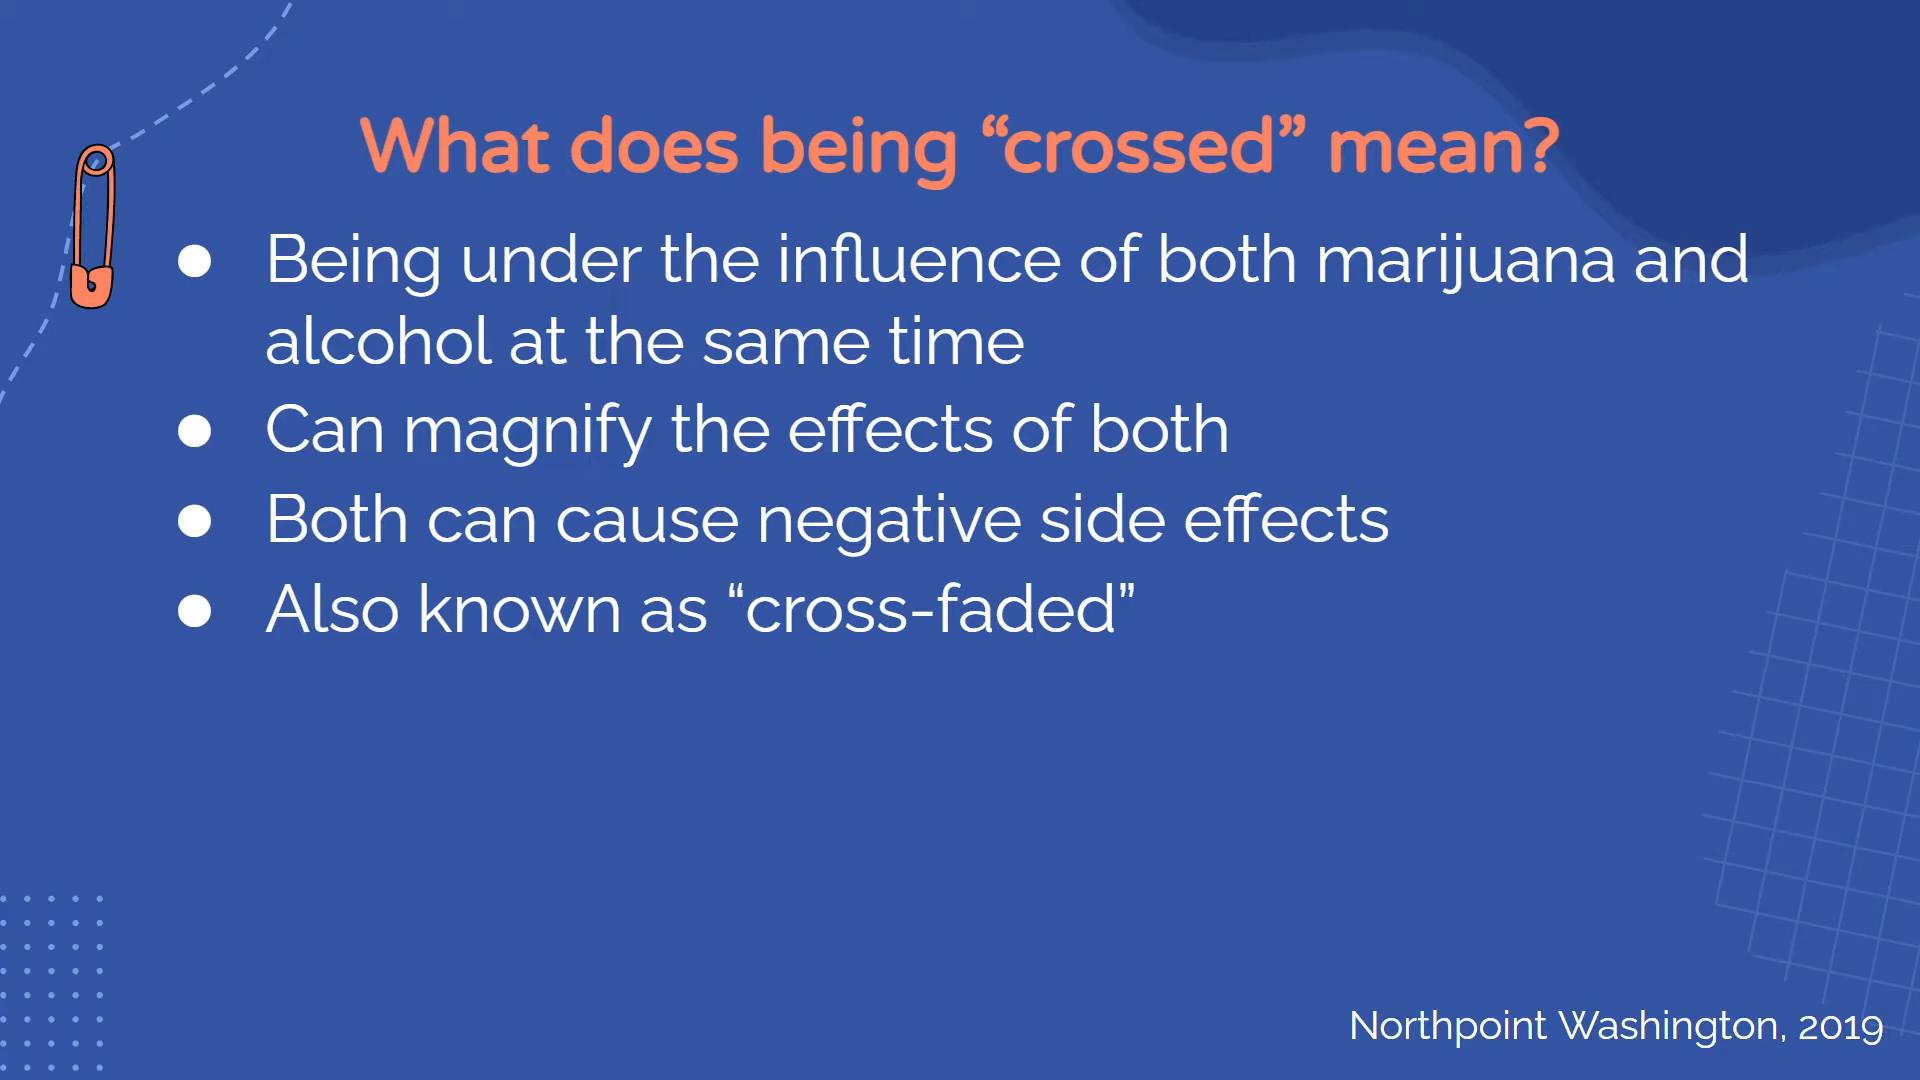 What does being “crossed” mean?
● Being under the influence of both marijuana and
alcohol at the same time
● Can magnify the effects of both
● Both can cause negative side effects
● Also known as “cross-faded”
Northpoint Washington, 2019